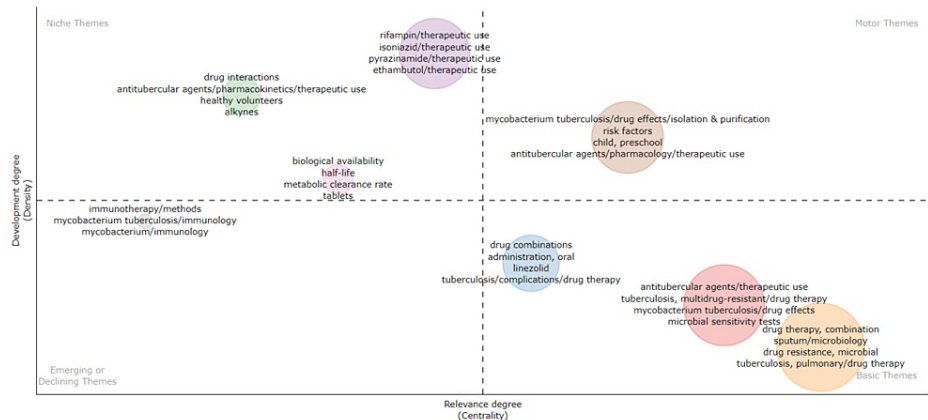 Niche Themes
Motor Themes
rifampin/therapeutic use
isoniazid/therapeutic use
pyrazinamide/therapeutic use
ethambutol/therapeutic use
drug interactions
antitubercular agents/pharmacokinetics/therapeutic use
healthy volunteers
alkynes
mycobacterium tuberculosis/drug effects/isolation & purification
risk factors
child, preschool
antitubercular agents/pharmacology/therapeutic use
biological availability
half-life
metabolic clearance rate
tablets
immunotherapy/methods
mycobacterium tuberculosis/immunology
mycobacterium/immunology
drug combinations
administration, oral
linezolid
tuberculosis/complications/drug therapy
antitubercular agents/therapeutic use
tuberculosis, multidrug-resistant/drug therapy
mycobacterium tuberculosis/drug effects
microbial sensitivity tests
drug therapy, combination
sputum/microbiology
drug resistance, microbial
tuberculosis, pulmonary/drug therapy
Emerging or
Declining Themes
Basic Themes
Development degree
(Density)
Relevance degree
(Centrality)